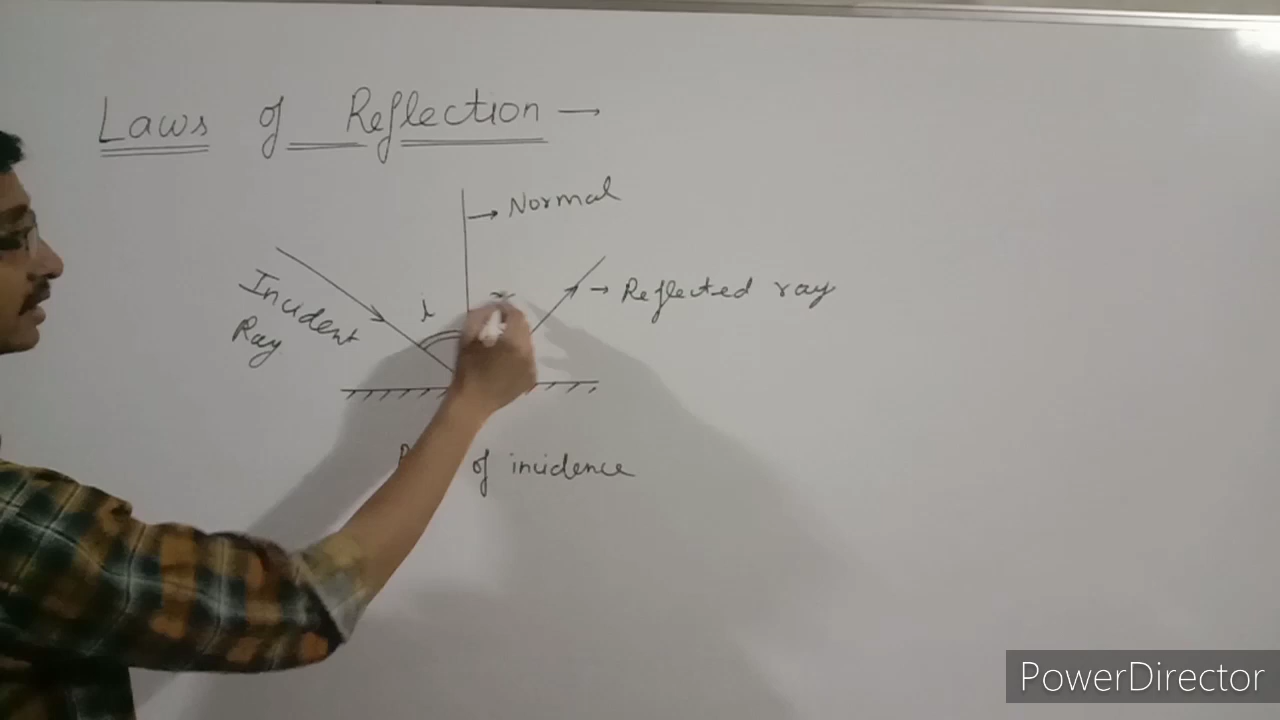 Laws of Reflection →
→ Normal
Incident
Ray
i
→ Reflected ray
of incidence
PowerDirector